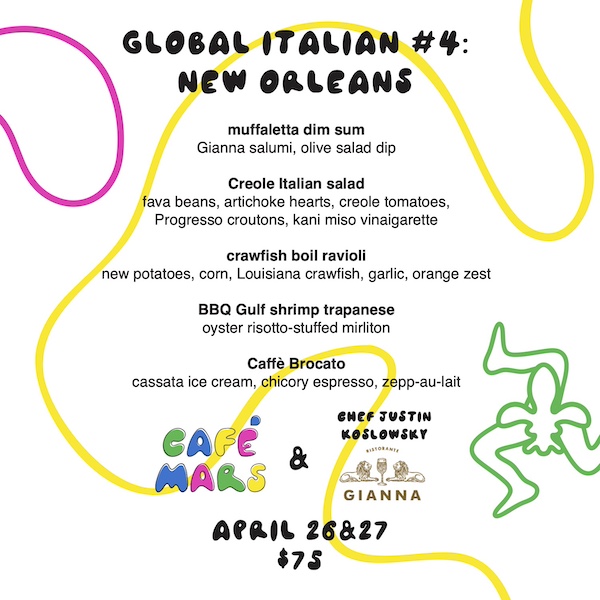 GLOBAL ITALIAN #4:
NEW ORLEANS
muffaletta dim sum
Gianna salumi, olive salad dip
Creole Italian salad
fava beans, artichoke hearts, creole tomatoes,
Progresso croutons, kani miso vinaigarette
crawfish boil ravioli
new potatoes, corn, Louisiana crawfish, garlic, orange zest
BBQ Gulf shrimp trapanese
oyster risotto-stuffed mirliton
Caffè Brocato
cassata ice cream, chicory espresso, zepp-au-lait
CAFÉ
MARS
&
CHEF JUSTIN
KOSLOWSKY
RISTORANTE
GIANNA
APRIL 26&27
$75